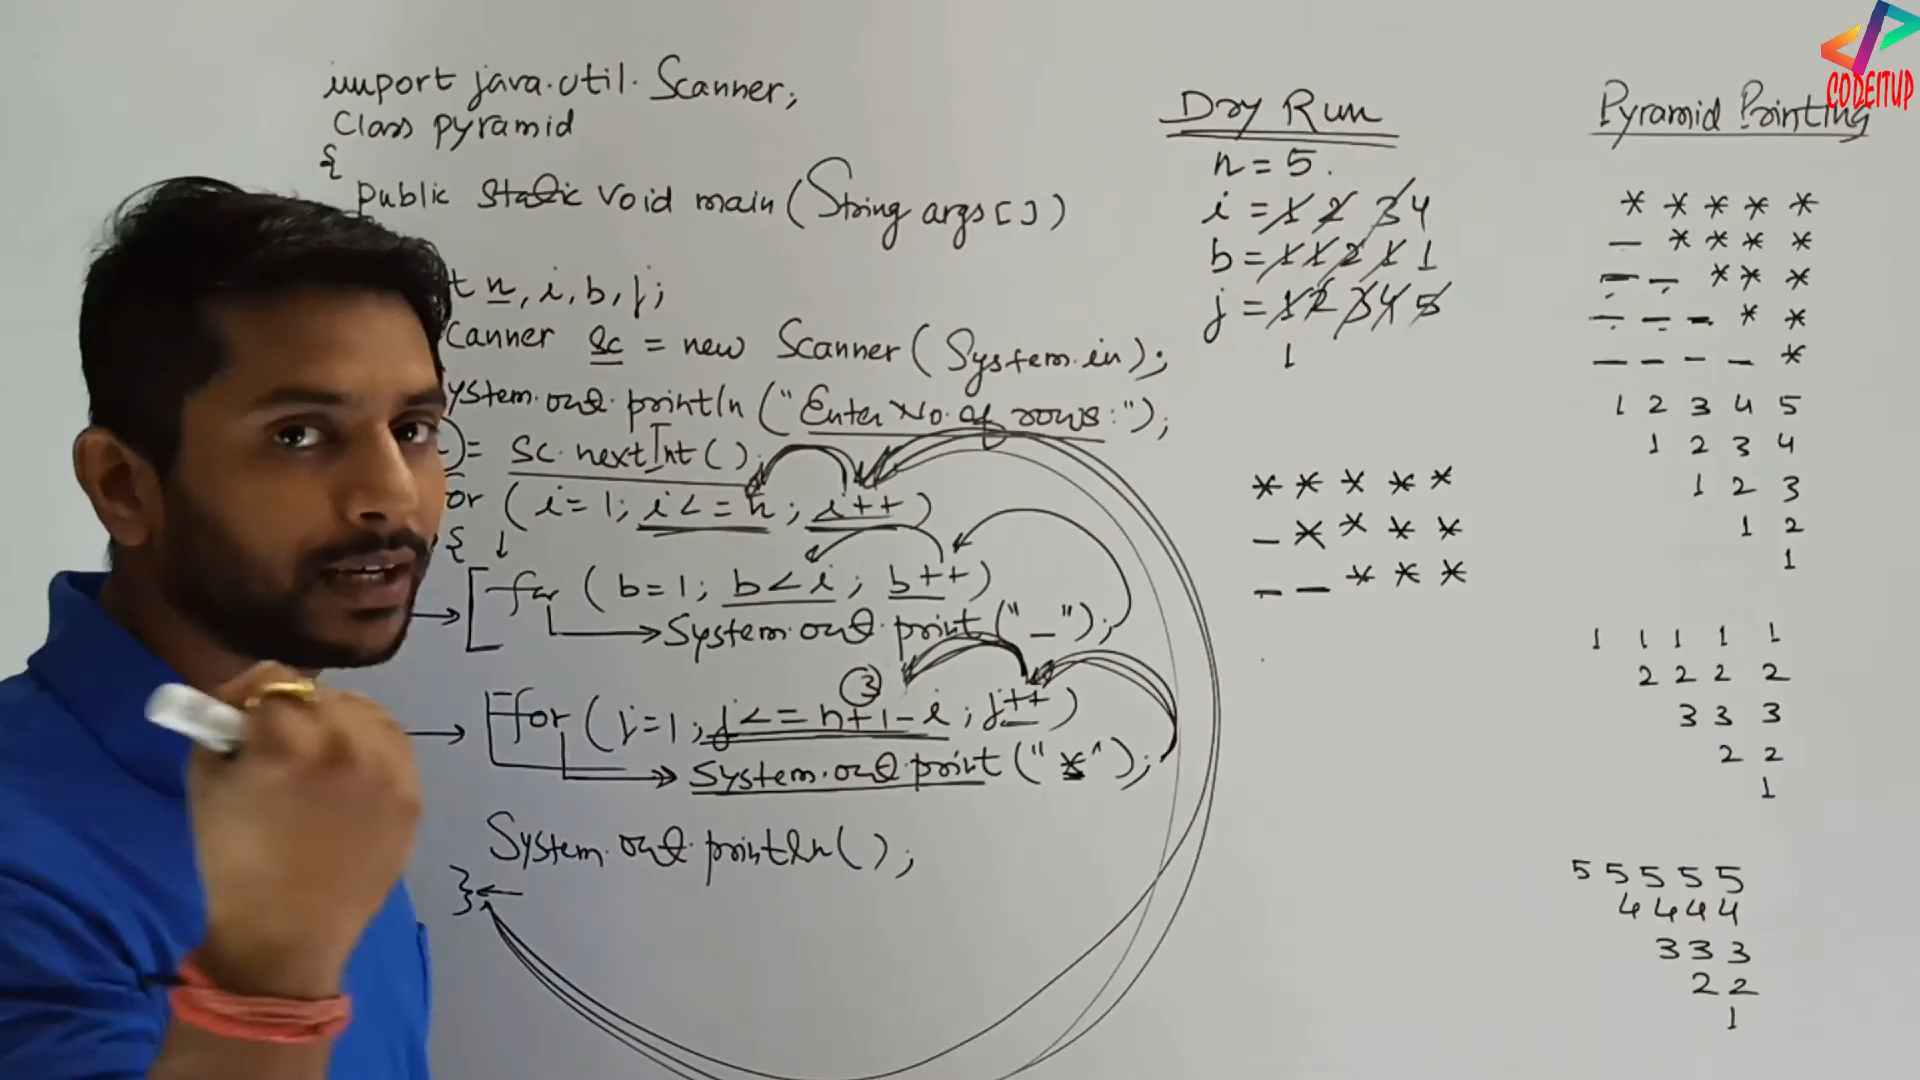 import java.util.Scanner;
Class pyramid
{
public static void main(String args[])
t n, i, b, j;
canner sc = new Scanner(System.in);
ystem.out.println("Enter No. of rows:");
)= sc.nextInt();
or (i=1; i<=n; i++)
{
for (b=1; b<i; b++)
System.out.print("_");
3
for (j=1; j<=n+1-i; j++)
System.out.print("*");
System.out.println();
}
Dry Run
n = 5.
i = 1 2 3 4
b = 1 1 2 1 1
j = 1 2 3 4 5
1
* * * * *
_ * * * *
_ _ * * *
CODEITUP
Pyramid Printing
* * * * *
_ * * * *
_ _ * * *
_ _ _ * *
_ _ _ _ *
1 2 3 4 5
1 2 3 4
1 2 3
1 2
1
1 1 1 1 1
2 2 2 2
3 3 3
2 2
1
5 5 5 5 5
4 4 4 4
3 3 3
2 2
1